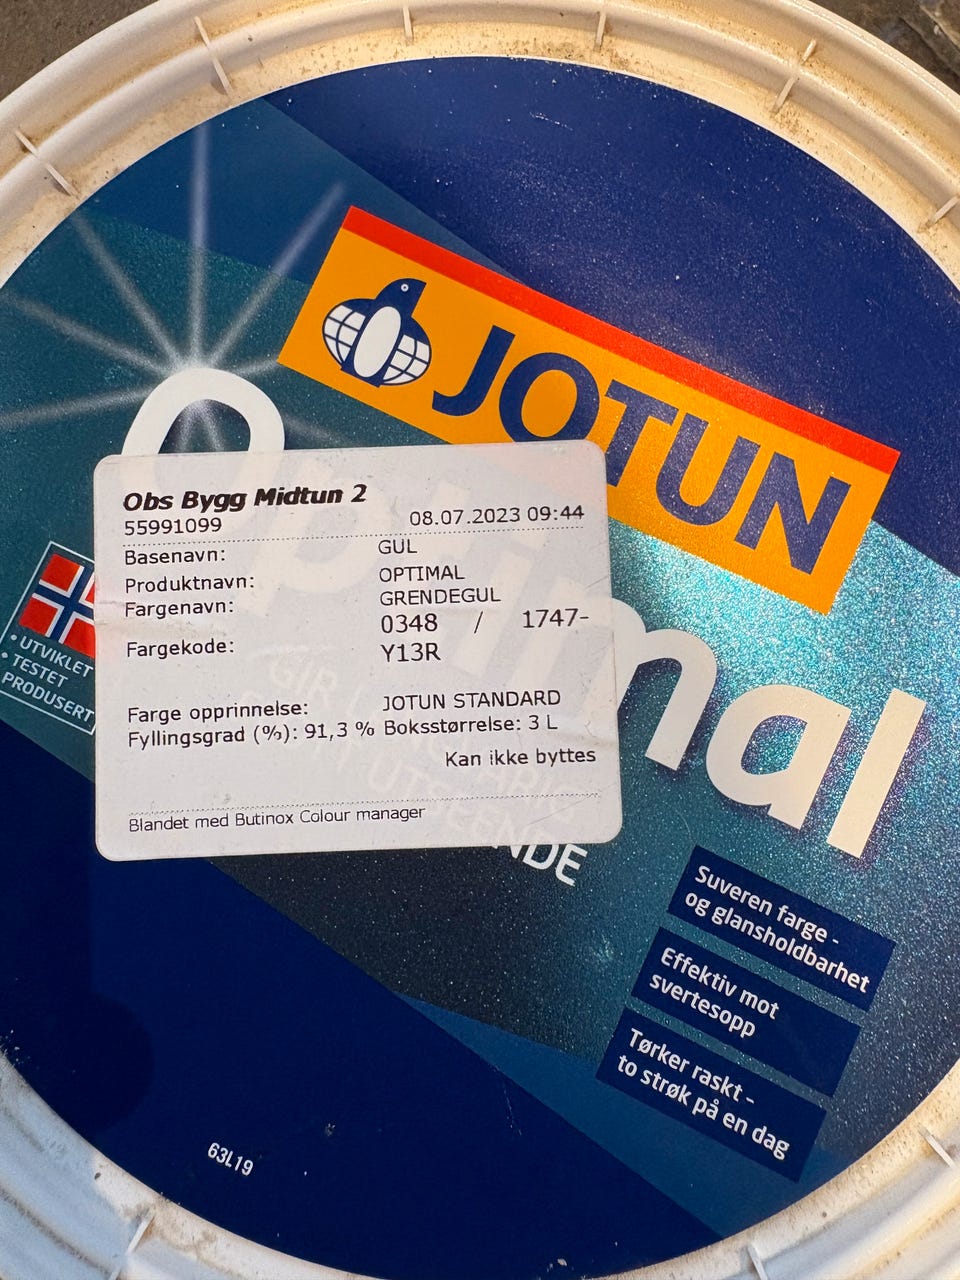 JOTUN
Optimal
Obs Bygg Midtun 2
55991099 08.07.2023 09:44
Basenavn: GUL
Produktnavn: OPTIMAL
Fargenavn: GRENDEGUL
0348 / 1747-
Fargekode: Y13R
Farge opprinnelse: JOTUN STANDARD
Fyllingsgrad (%): 91,3 % Boksstørrelse: 3 L
Kan ikke byttes
Blandet med Butinox Colour manager
• UTVIKLET
• TESTET
PRODUSERT
UTSEENDE
Suveren farge -
og glansholdbarhet
Effektiv mot
svertesopp
Tørker raskt -
to strøk på en dag
63L19